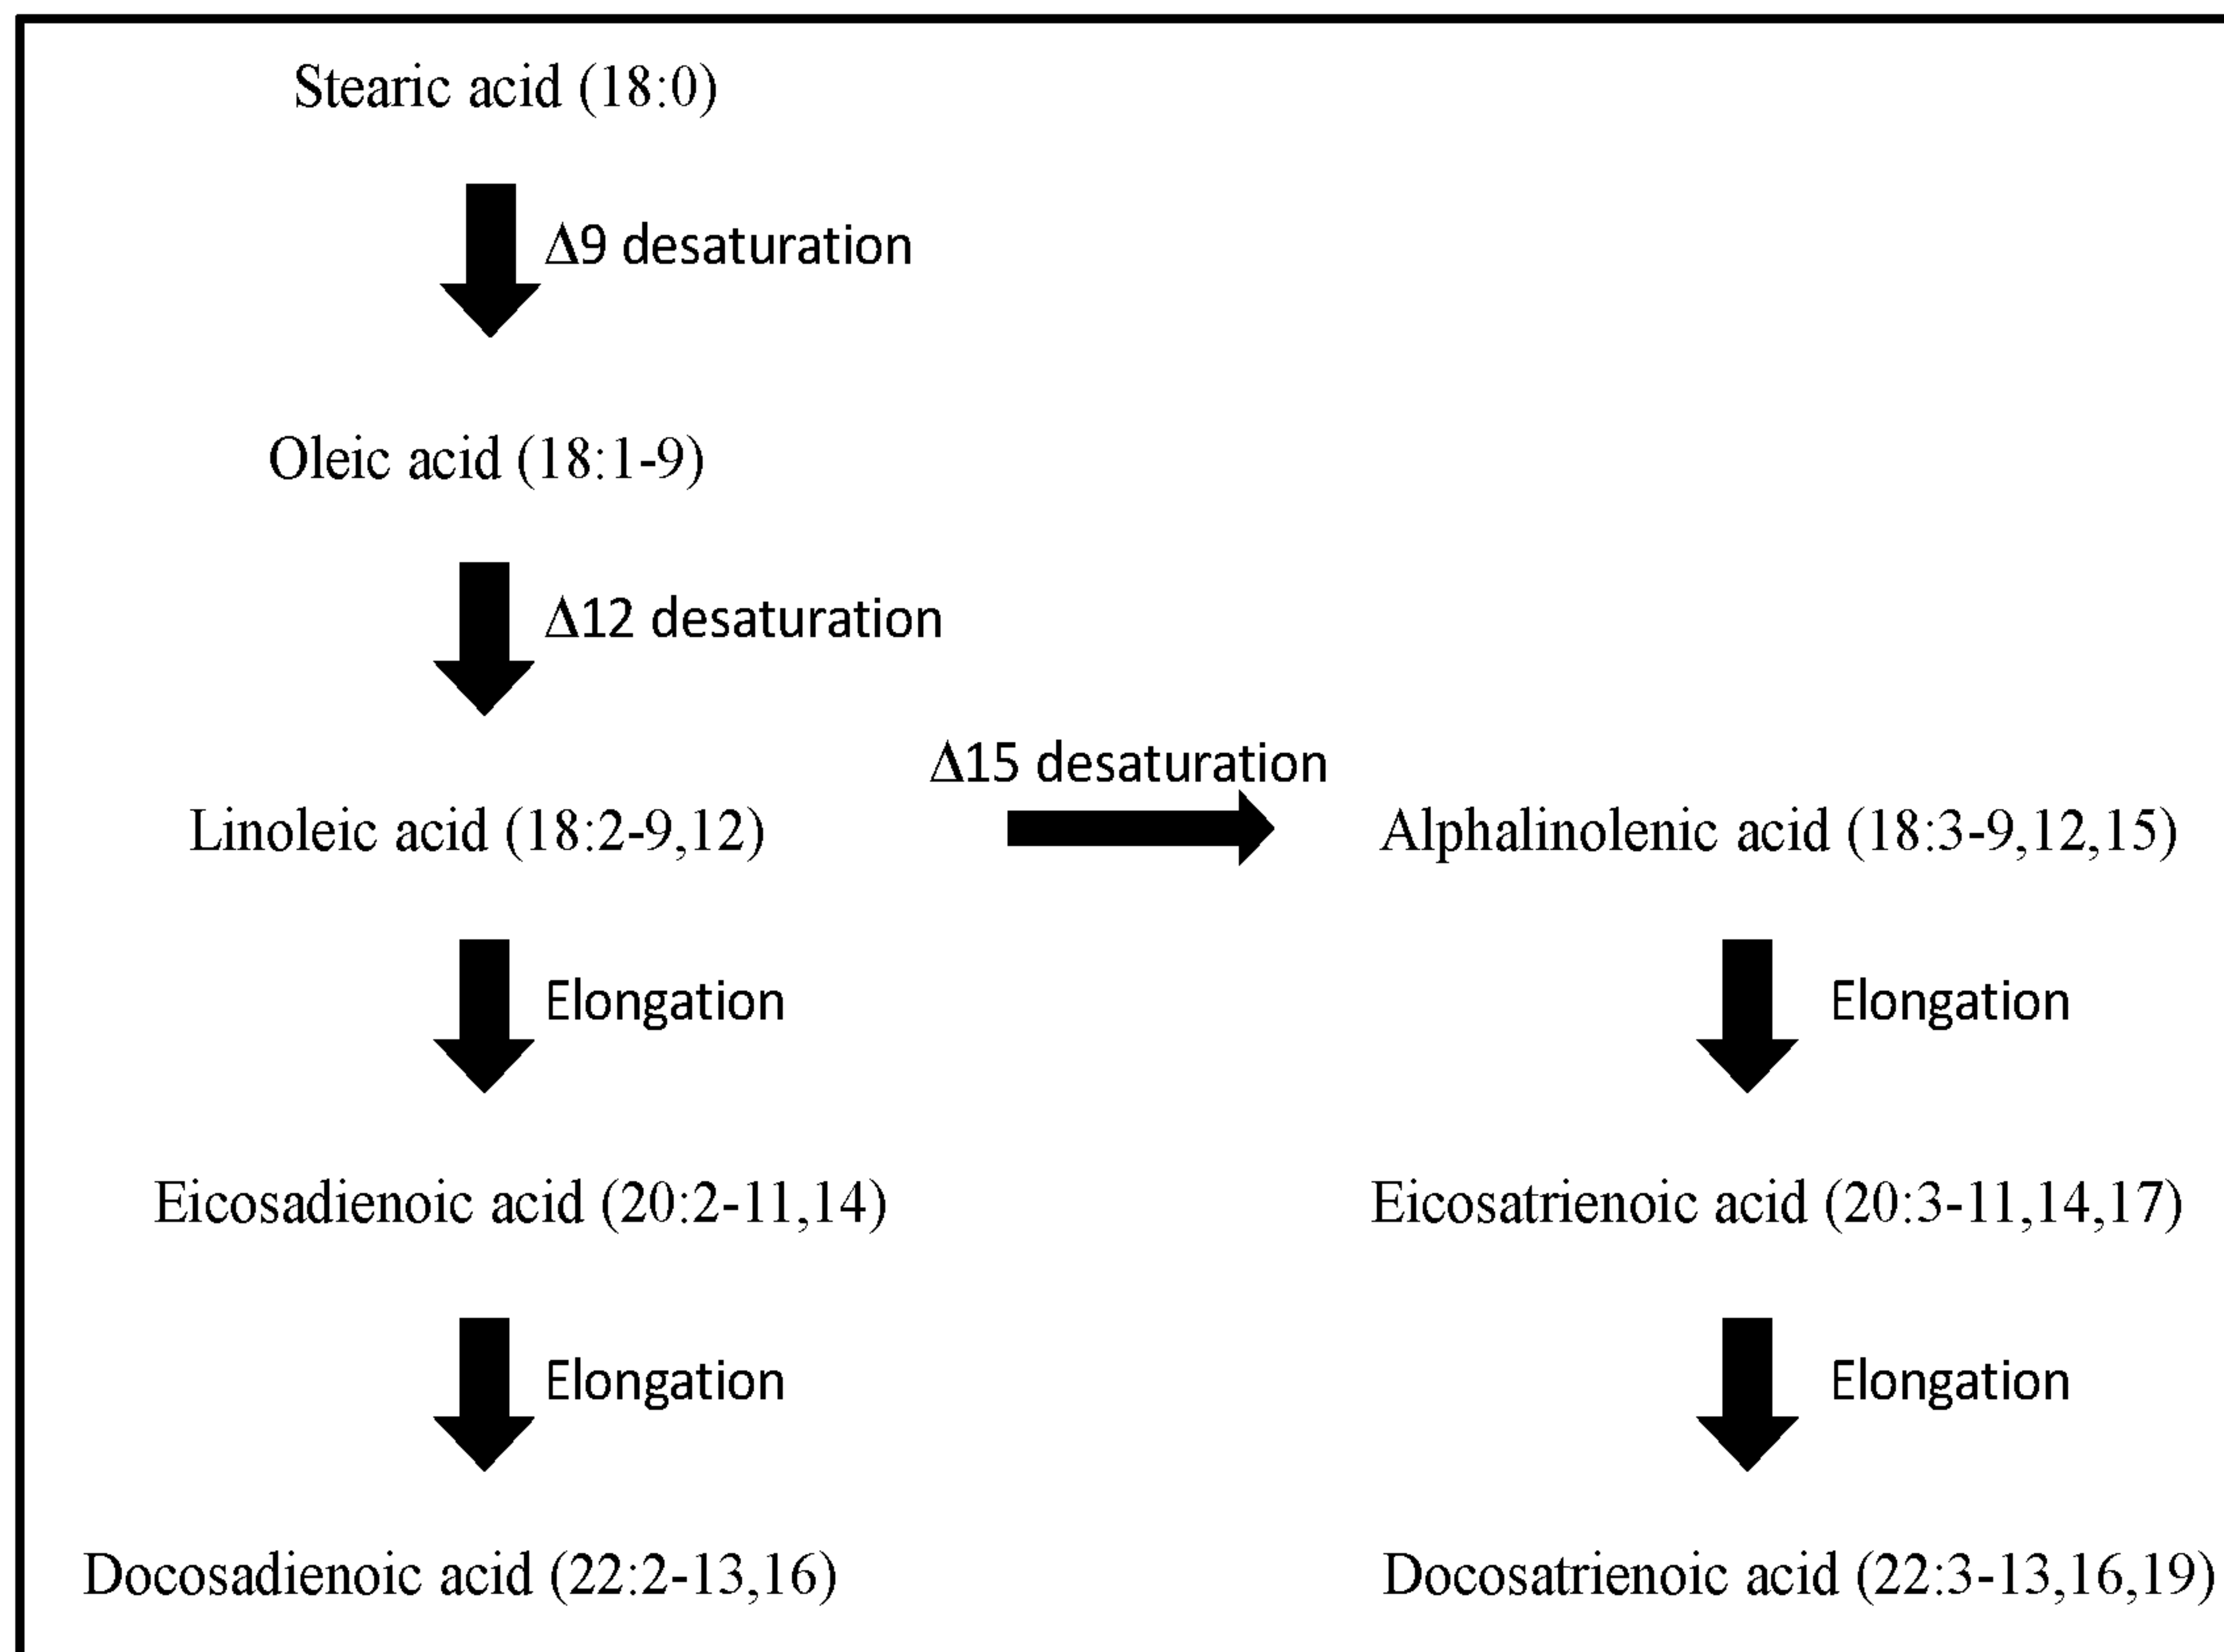 Stearic acid (18:0)
Δ9 desaturation
Oleic acid (18:1-9)
Δ12 desaturation
Δ15 desaturation
Linoleic acid (18:2-9,12)
Alphalinolenic acid (18:3-9,12,15)
Elongation
Elongation
Eicosadienoic acid (20:2-11,14)
Eicosatrienoic acid (20:3-11,14,17)
Elongation
Elongation
Docosadienoic acid (22:2-13,16)
Docosatrienoic acid (22:3-13,16,19)